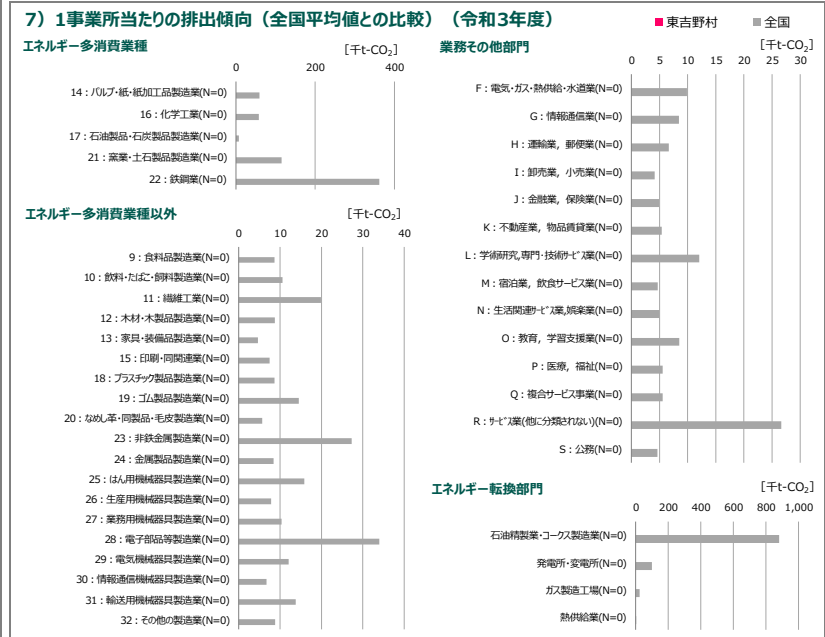 7）1事業所当たりの排出傾向（全国平均値との比較）（令和3年度）
■東吉野村 ■全国
エネルギー多消費業種
[千t-CO₂]
0 200 400
14：パルプ･紙･紙加工品製造業(N=0)
16：化学工業(N=0)
17：石油製品･石炭製品製造業(N=0)
21：窯業･土石製品製造業(N=0)
22：鉄鋼業(N=0)
エネルギー多消費業種以外
[千t-CO₂]
0 10 20 30 40
9：食料品製造業(N=0)
10：飲料･たばこ･飼料製造業(N=0)
11：繊維工業(N=0)
12：木材･木製品製造業(N=0)
13：家具･装備品製造業(N=0)
15：印刷･同関連業(N=0)
18：プラスチック製品製造業(N=0)
19：ゴム製品製造業(N=0)
20：なめし革･同製品･毛皮製造業(N=0)
23：非鉄金属製造業(N=0)
24：金属製品製造業(N=0)
25：はん用機械器具製造業(N=0)
26：生産用機械器具製造業(N=0)
27：業務用機械器具製造業(N=0)
28：電子部品等製造業(N=0)
29：電気機械器具製造業(N=0)
30：情報通信機械器具製造業(N=0)
31：輸送用機械器具製造業(N=0)
32：その他の製造業(N=0)
業務その他部門
[千t-CO₂]
0 5 10 15 20 25 30
F：電気･ガス･熱供給･水道業(N=0)
G：情報通信業(N=0)
H：運輸業，郵便業(N=0)
I：卸売業，小売業(N=0)
J：金融業，保険業(N=0)
K：不動産業，物品賃貸業(N=0)
L：学術研究,専門･技術ｻｰﾋﾞｽ業(N=0)
M：宿泊業，飲食サービス業(N=0)
N：生活関連ｻｰﾋﾞｽ業,娯楽業(N=0)
O：教育，学習支援業(N=0)
P：医療，福祉(N=0)
Q：複合サービス事業(N=0)
R：ｻｰﾋﾞｽ業(他に分類されない)(N=0)
S：公務(N=0)
エネルギー転換部門
[千t-CO₂]
0 200 400 600 800 1,000
石油精製業･コークス製造業(N=0)
発電所･変電所(N=0)
ガス製造工場(N=0)
熱供給業(N=0)